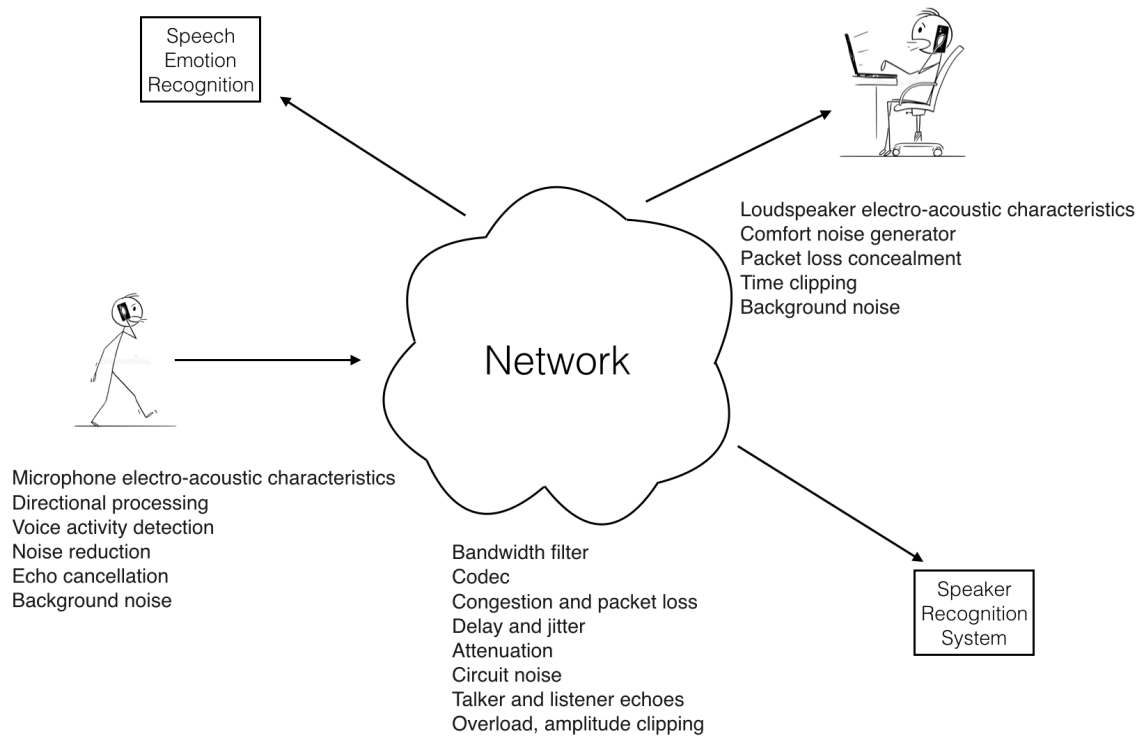 Speech
Emotion
Recognition
Loudspeaker electro-acoustic characteristics
Comfort noise generator
Packet loss concealment
Time clipping
Background noise
Network
Microphone electro-acoustic characteristics
Directional processing
Voice activity detection
Noise reduction
Echo cancellation
Background noise
Bandwidth filter
Codec
Congestion and packet loss
Delay and jitter
Attenuation
Circuit noise
Talker and listener echoes
Overload, amplitude clipping
Speaker
Recognition
System